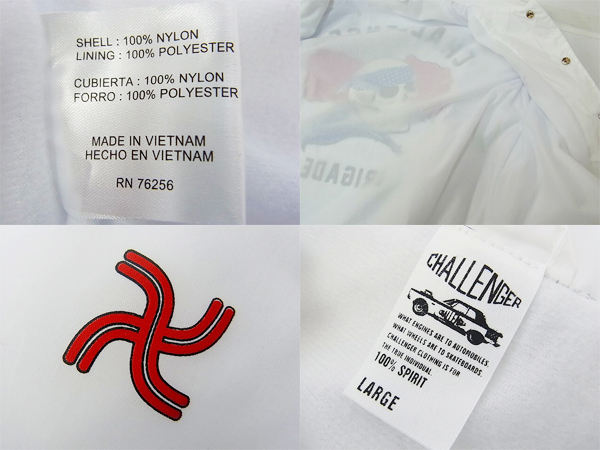 SHELL : 100% NYLON
LINING : 100% POLYESTER
CUBIERTA : 100% NYLON
FORRO : 100% POLYESTER
MADE IN VIETNAM
HECHO EN VIETNAM
RN 76256
CHALLENGER
WHAT ENGINES ARE TO AUTOMOBILES.
WHAT WHEELS ARE TO SKATEBOARDS.
CHALLENGER CLOTHING IS FOR
THE TRUE INDIVIDUAL.
100% SPIRIT
LARGE